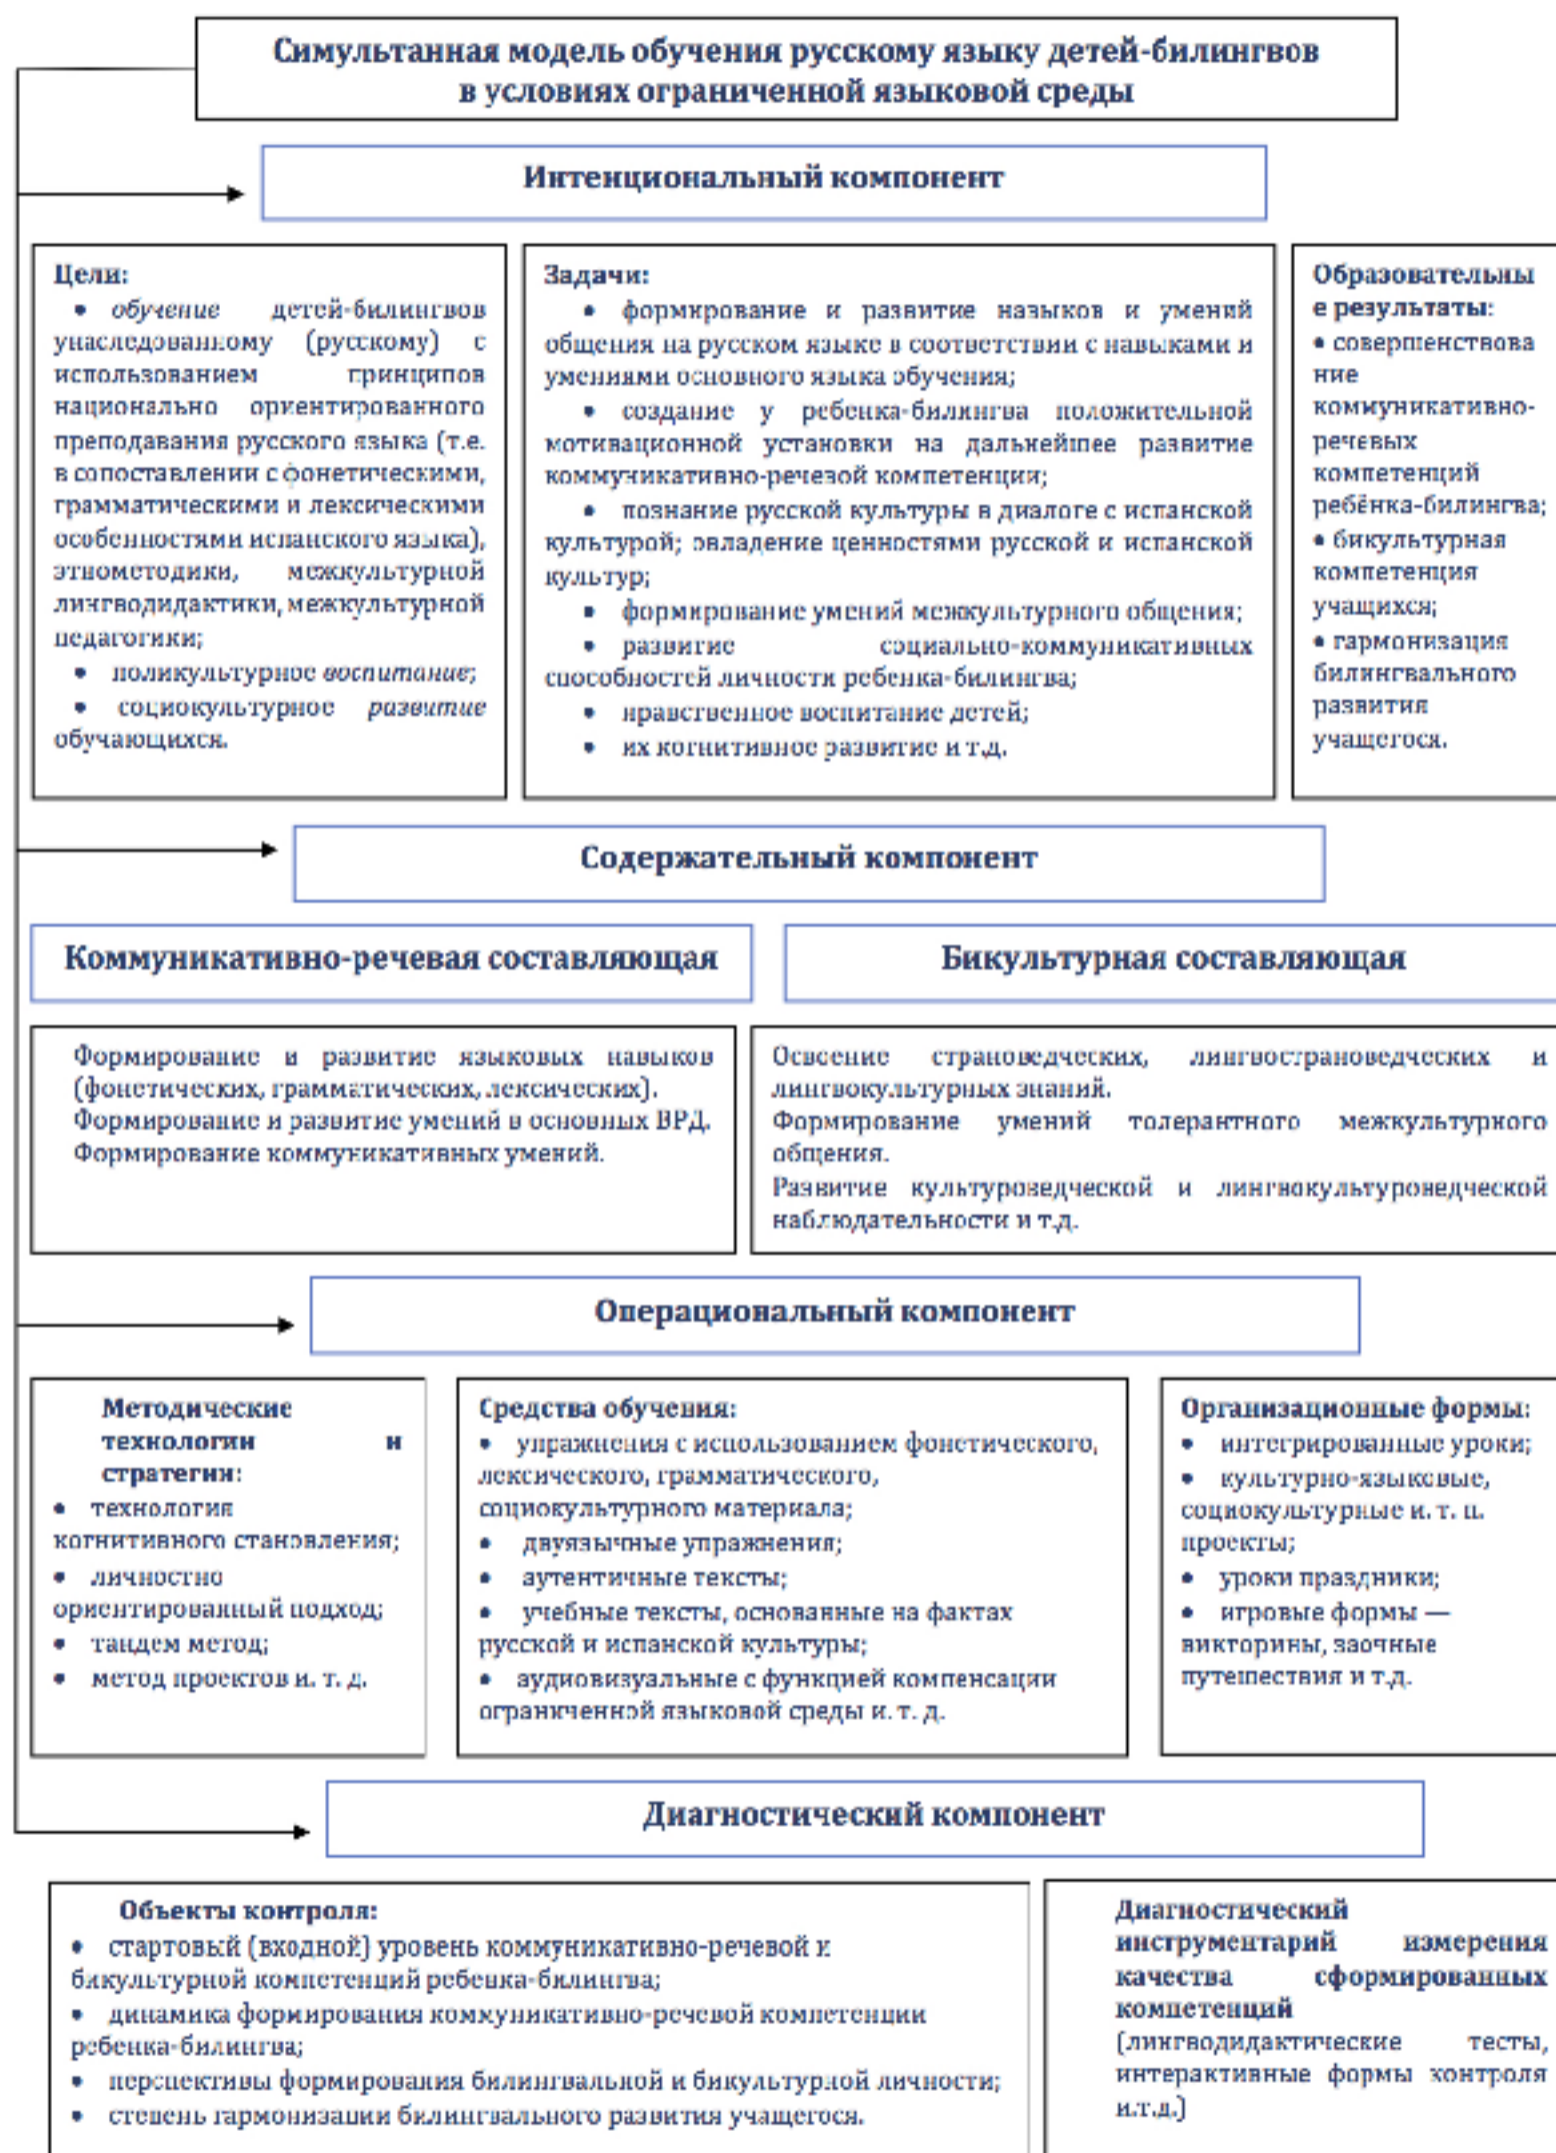 Симультанная модель обучения русскому языку детей-билингвов
в условиях ограниченной языковой среды
Интенциональный компонент
Цели:
• обучение детей-билингвов
унаследованному (русскому) с
использованием принципов
национально ориентированного
преподавания русского языка (т.е.
в сопоставлении с фонетическими,
грамматическими и лексическими
особенностями испанского языка),
этнометодики, межкультурной
лингводидактики, межкультурной
педагогики;
• поликультурное воспитание;
• социокультурное развитие
обучающихся.
Задачи:
• формирование и развитие навыков и умений
общения на русском языке в соответствии с навыками и
умениями основного языка обучения;
• создание у ребенка-билингва положительной
мотивационной установки на дальнейшее развитие
коммуникативно-речевой компетенции;
• познание русской культуры в диалоге с испанской
культурой; овладение ценностями русской и испанской
культур;
• формирование умений межкультурного общения;
• развитие социально-коммуникативных
способностей личности ребенка-билингва;
• нравственное воспитание детей;
• их когнитивное развитие и т.д.
Образовательны
е результаты:
• совершенствова
ние
коммуникативно-
речевых
компетенций
ребёнка-билингва;
• бикультурная
компетенция
учащихся;
• гармонизация
билингвального
развития
учащегося.
Содержательный компонент
Коммуникативно-речевая составляющая
Бикультурная составляющая
Формирование и развитие языковых навыков
(фонетических, грамматических, лексических).
Формирование и развитие умений в основных ВРД.
Формирование коммуникативных умений.
Освоение страноведческих, лингвострановедческих и
лингвокультурных знаний.
Формирование умений толерантного межкультурного
общения.
Развитие культуроведческой и лингвокультуроведческой
наблюдательности и т.д.
Операциональный компонент
Методические
технологии и
стратегии:
• технология
когнитивного становления;
• личностно
ориентированный подход;
• тандем метод;
• метод проектов и. т. д.
Средства обучения:
• упражнения с использованием фонетического,
лексического, грамматического,
социокультурного материала;
• двуязычные упражнения;
• аутентичные тексты;
• учебные тексты, основанные на фактах
русской и испанской культуры;
• аудиовизуальные с функцией компенсации
ограниченной языковой среды и. т. д.
Организационные формы:
• интегрированные уроки;
• культурно-языковые,
социокультурные и. т. п.
проекты;
• уроки праздники;
• игровые формы —
викторины, заочные
путешествия и т.д.
Диагностический компонент
Объекты контроля:
• стартовый (входной) уровень коммуникативно-речевой и
бикультурной компетенций ребенка-билингва;
• динамика формирования коммуникативно-речевой компетенции
ребенка-билингва;
• перспективы формирования билингвальной и бикультурной личности;
• степень гармонизации билингвального развития учащегося.
Диагностический
инструментарий измерения
качества сформированных
компетенций
(лингводидактические тесты,
интерактивные формы контроля
и.т.д.)